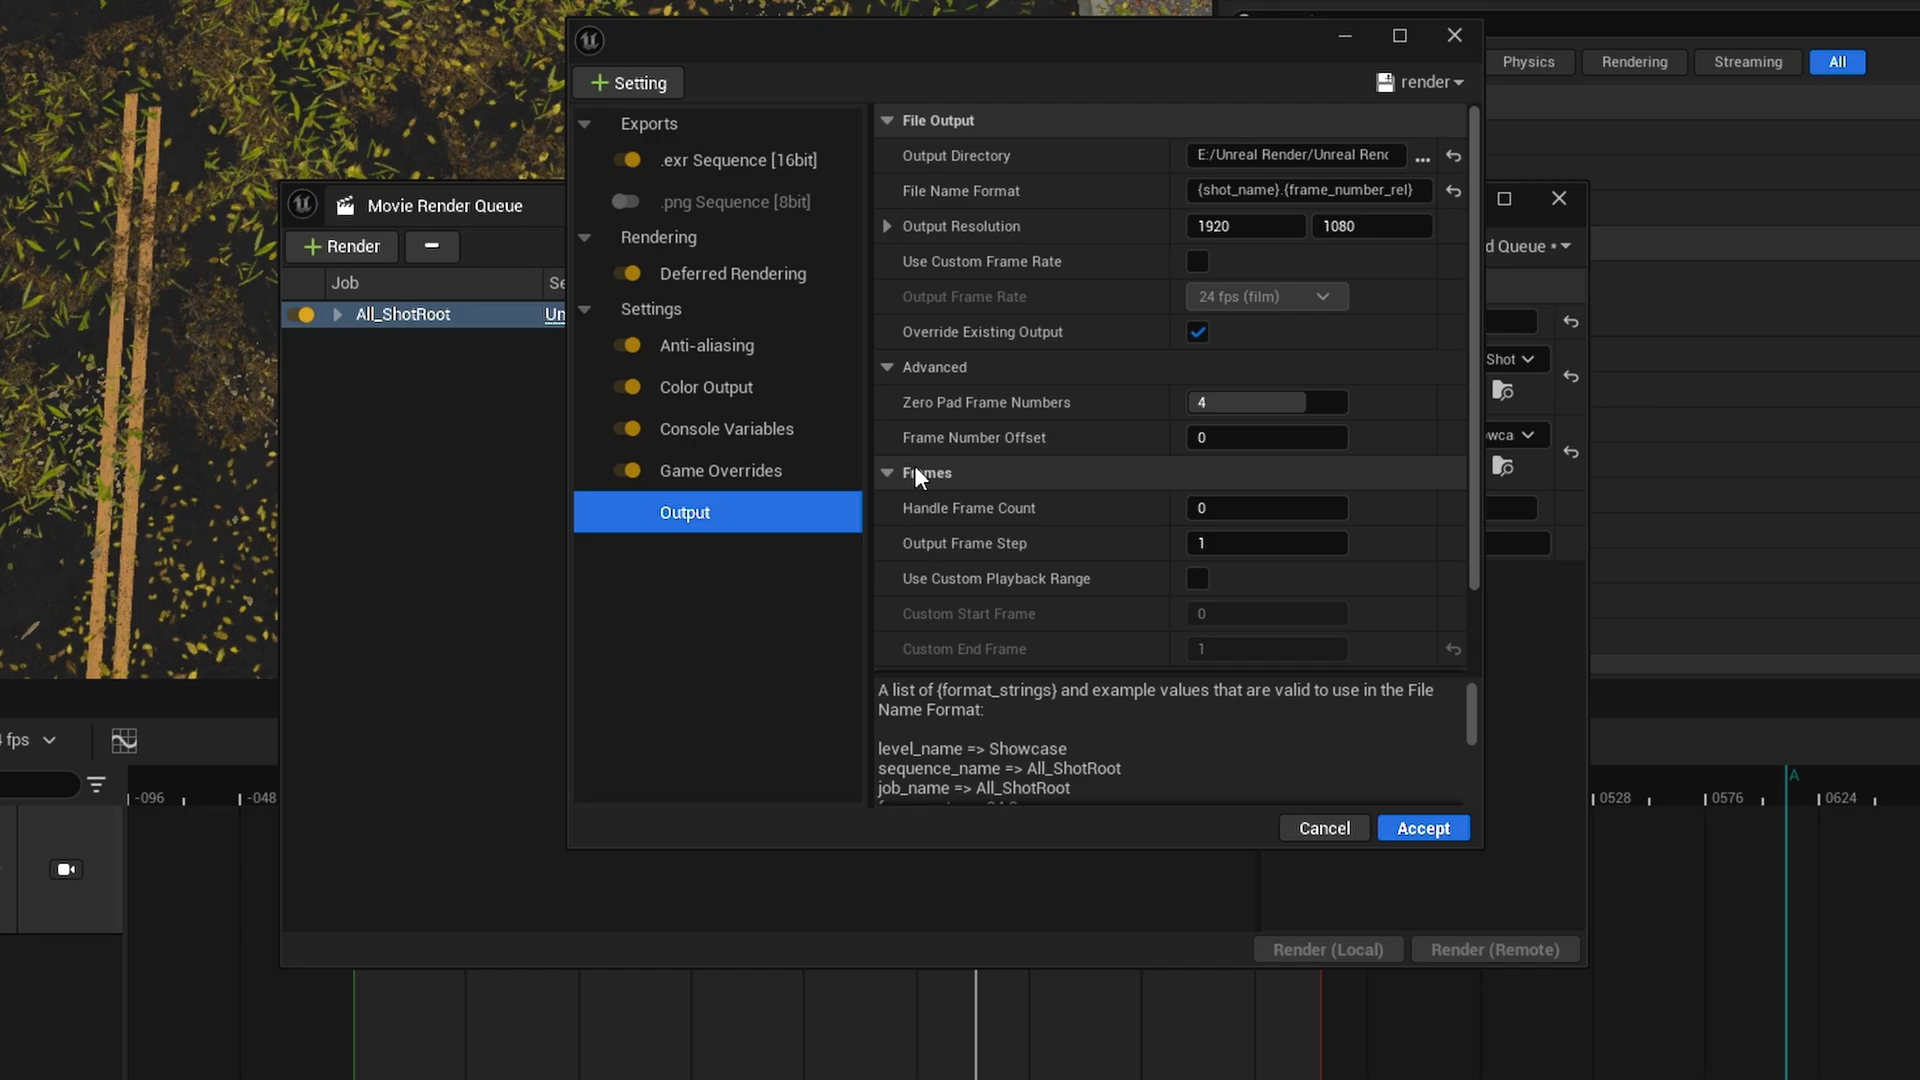 Setting
render
Physics
Rendering
Streaming
All
Exports
.exr Sequence [16bit]
.png Sequence [8bit]
Rendering
Deferred Rendering
Settings
Anti-aliasing
Color Output
Console Variables
Game Overrides
Output
File Output
Output Directory
E:/Unreal Render/Unreal Renc
File Name Format
{shot_name}.{frame_number_rel}
Output Resolution
1920
1080
Use Custom Frame Rate
Output Frame Rate
24 fps (film)
Override Existing Output
Advanced
Zero Pad Frame Numbers
4
Frame Number Offset
0
Frames
Handle Frame Count
0
Output Frame Step
1
Use Custom Playback Range
Custom Start Frame
0
Custom End Frame
1
A list of {format_strings} and example values that are valid to use in the File
Name Format:
level_name => Showcase
sequence_name => All_ShotRoot
job_name => All_ShotRoot
Cancel
Accept
Movie Render Queue
Render
Job
Se
All_ShotRoot
Un
d Queue *
Shot
wca
Render (Local)
Render (Remote)
fps
-096
-048
0528
0576
A
0624